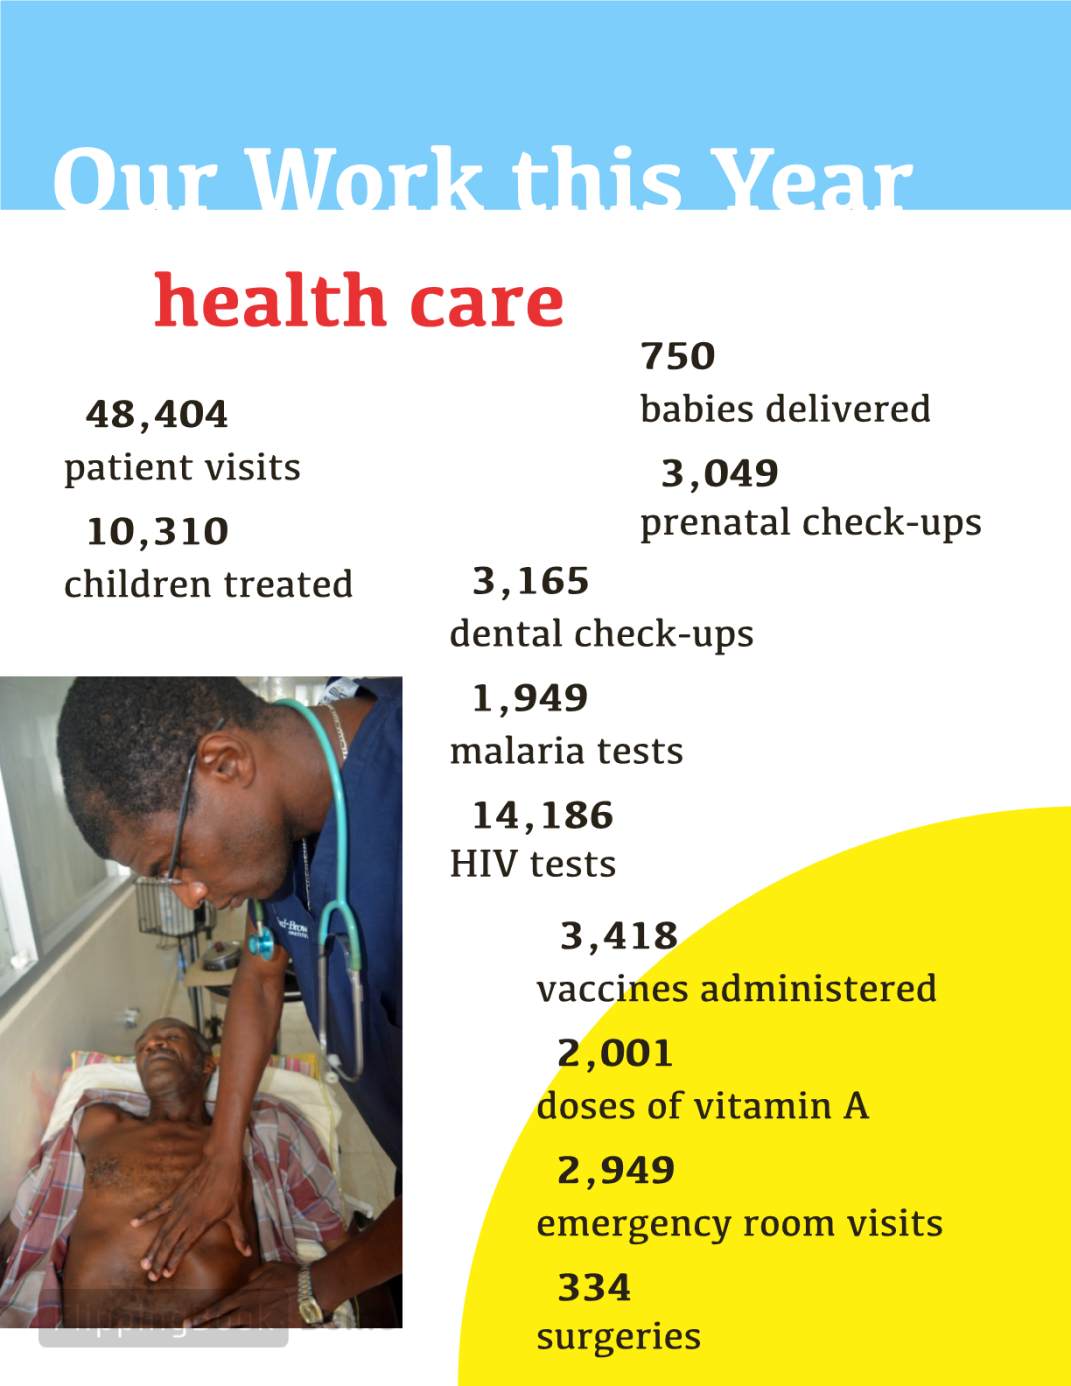 Our Work this Year
health care
48,404
patient visits
10,310
children treated
750
babies delivered
3,049
prenatal check-ups
3,165
dental check-ups
1,949
malaria tests
14,186
HIV tests
3,418
vaccines administered
2,001
doses of vitamin A
2,949
emergency room visits
334
surgeries
FlippingBook